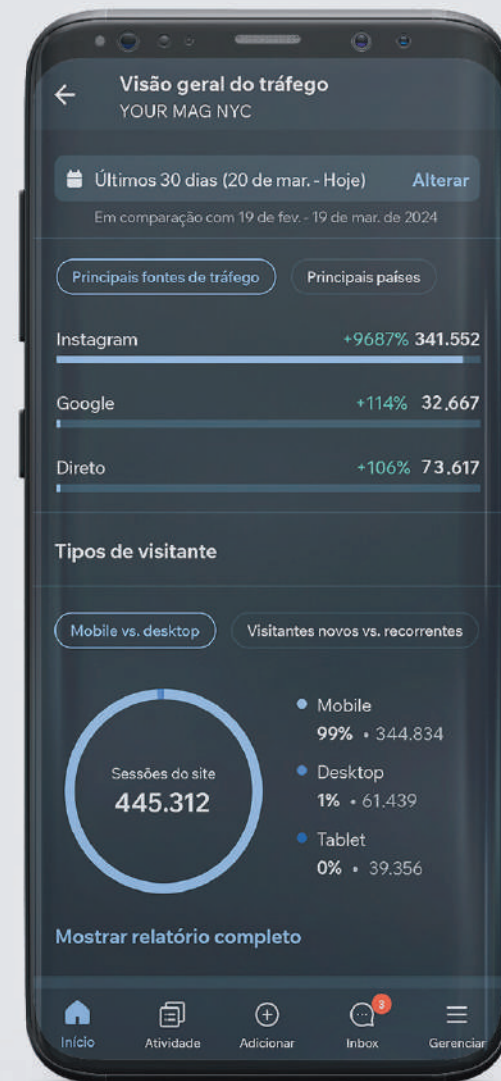 Visão geral do tráfego
YOUR MAG NYC
Últimos 30 dias (20 de mar. - Hoje) Alterar
Em comparação com 19 de fev. - 19 de mar. de 2024
Principais fontes de tráfego Principais países
Instagram +9687% 341.552
Google +114% 32.667
Direto +106% 73.617
Tipos de visitante
Mobile vs. desktop Visitantes novos vs. recorrentes
Mobile
99% • 344.834
Sessões do site
445.312
Desktop
1% • 61.439
Tablet
0% • 39.356
Mostrar relatório completo
3
Início Atividade Adicionar Inbox Gerenciar